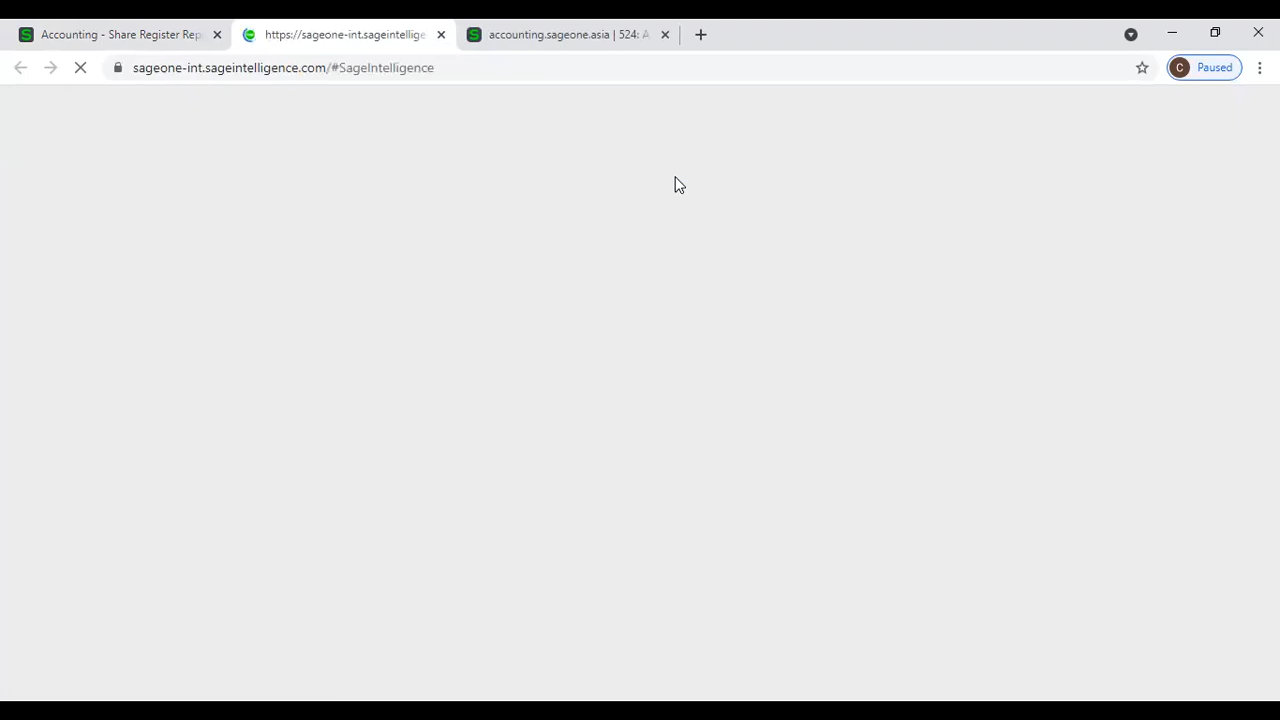 Accounting - Share Register Rep
https://sageone-int.sageintellige
accounting.sageone.asia | 524: A
sageone-int.sageintelligence.com/#SageIntelligence
C
Paused